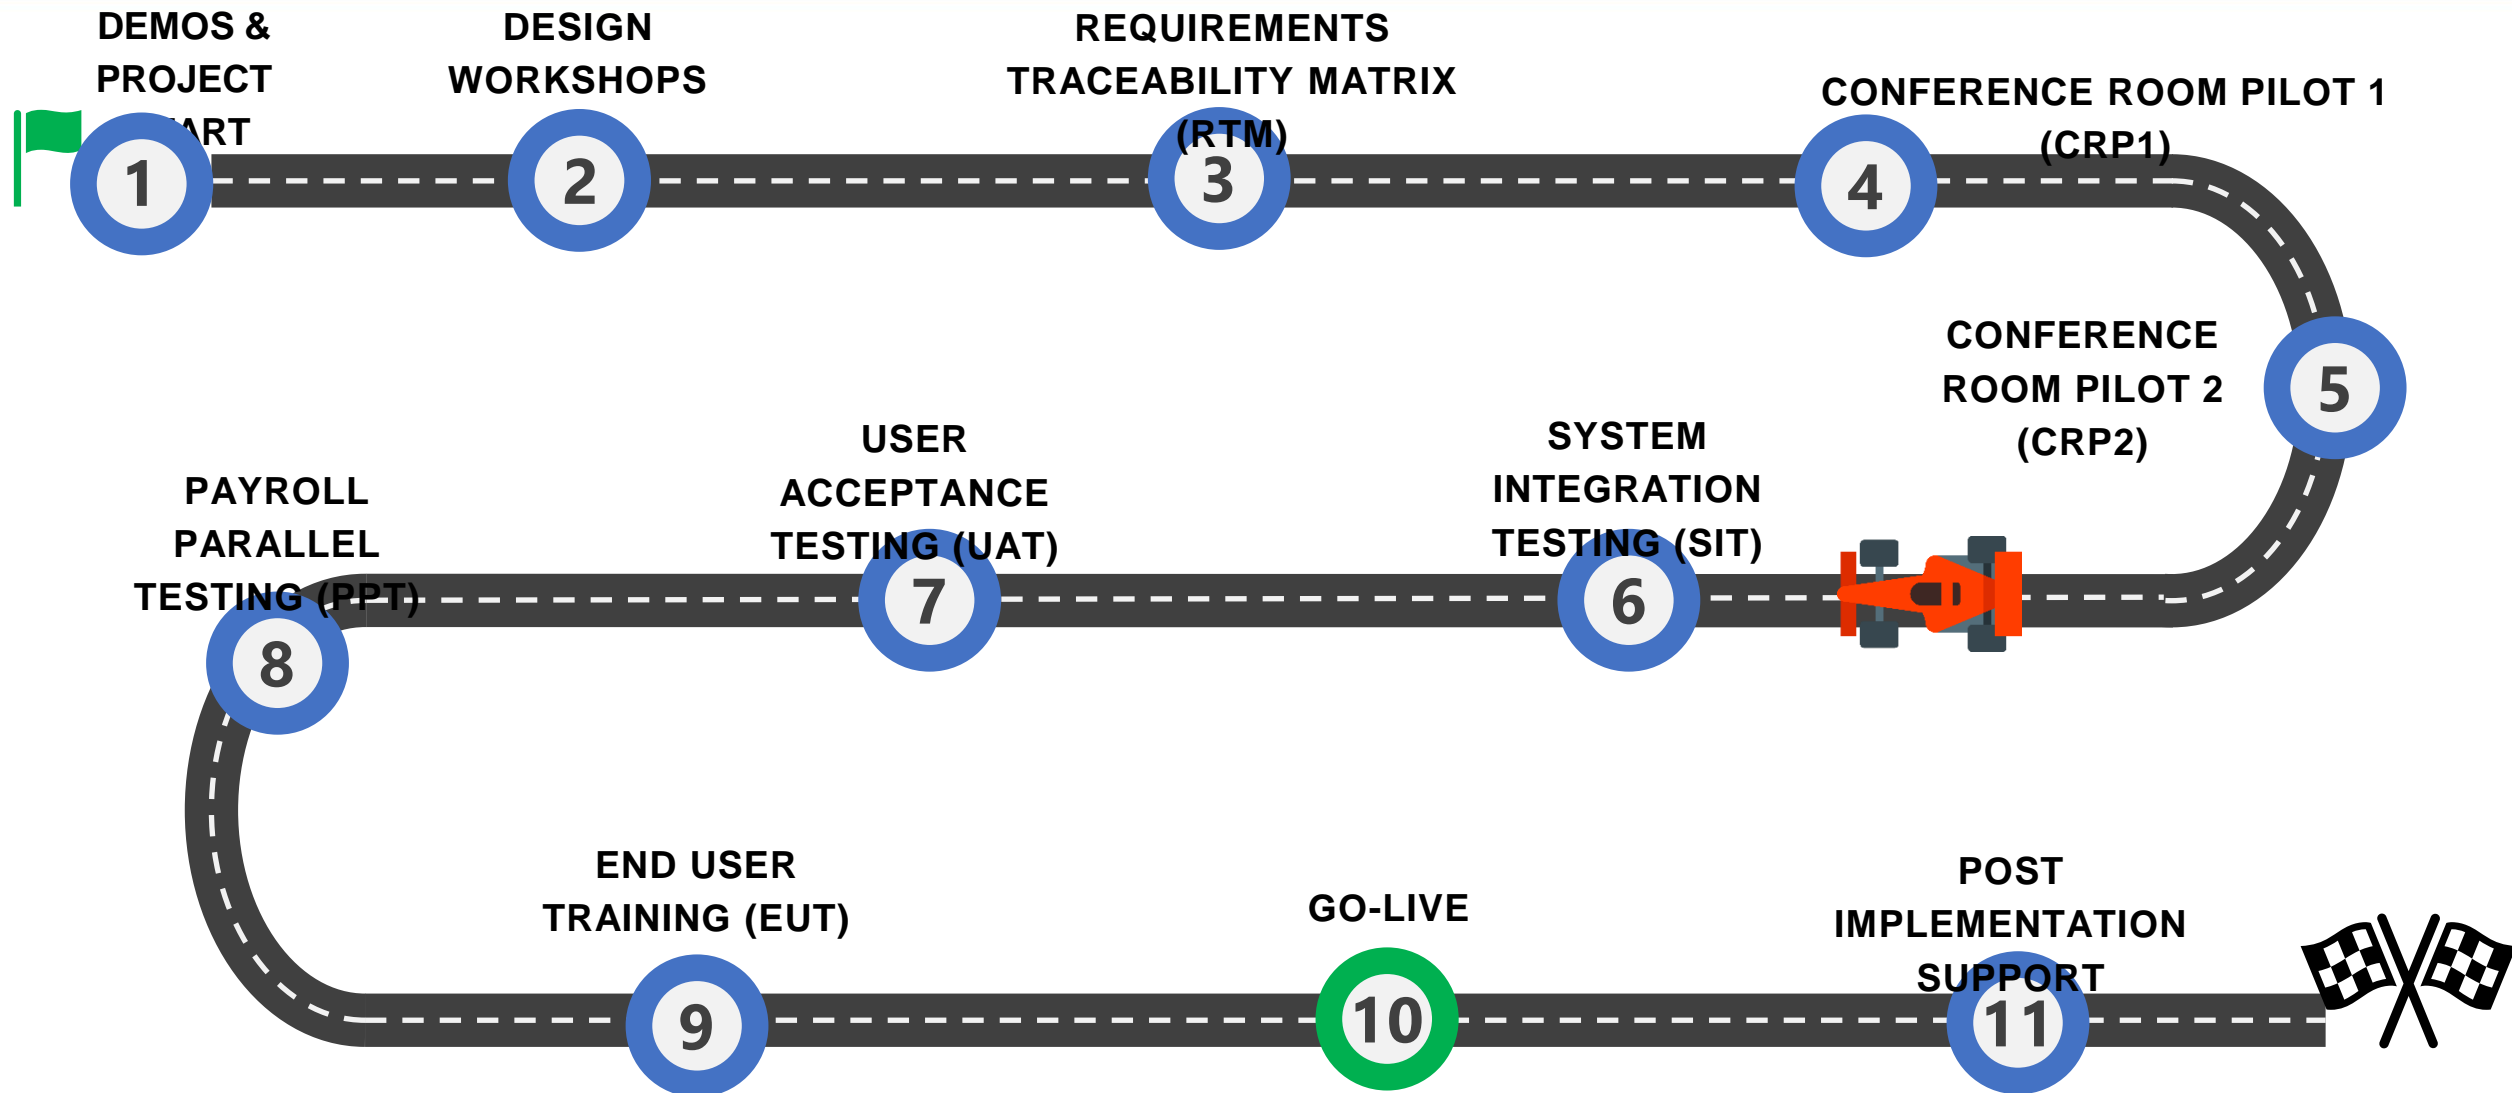 DEMOS &
PROJECT
ART
1
DESIGN
WORKSHOPS
2
REQUIREMENTS
TRACEABILITY MATRIX
(RTM)
3
CONFERENCE ROOM PILOT 1
(CRP1)
4
CONFERENCE
ROOM PILOT 2
(CRP2)
5
SYSTEM
INTEGRATION
TESTING (SIT)
6
USER
ACCEPTANCE
TESTING (UAT)
7
PAYROLL
PARALLEL
TESTING (PPT)
8
END USER
TRAINING (EUT)
9
GO-LIVE
10
POST
IMPLEMENTATION
SUPPORT
11